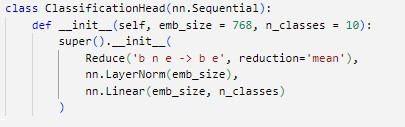 class ClassificationHead(nn.Sequential):
    def __init__(self, emb_size = 768, n_classes = 10):
        super().__init__(
            Reduce('b n e -> b e', reduction='mean'),
            nn.LayerNorm(emb_size),
            nn.Linear(emb_size, n_classes)
        )